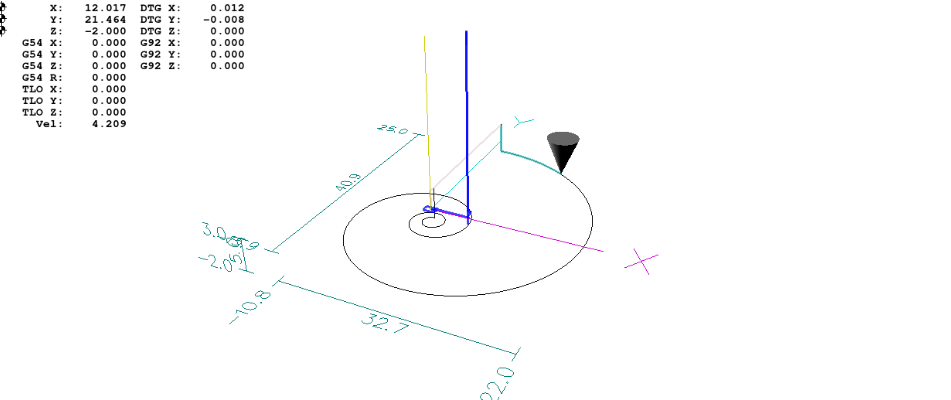 X: 12.017 DTG X: 0.012
Y: 21.464 DTG Y: -0.008
Z: -2.000 DTG Z: 0.000
G54 X: 0.000 G92 X: 0.000
G54 Y: 0.000 G92 Y: 0.000
G54 Z: 0.000 G92 Z: 0.000
G54 R: 0.000
TLO X: 0.000
TLO Y: 0.000
TLO Z: 0.000
Vel: 4.209
Y
25.0
40.9
3.0
-2.0
X
-10.8
32.7
22.0